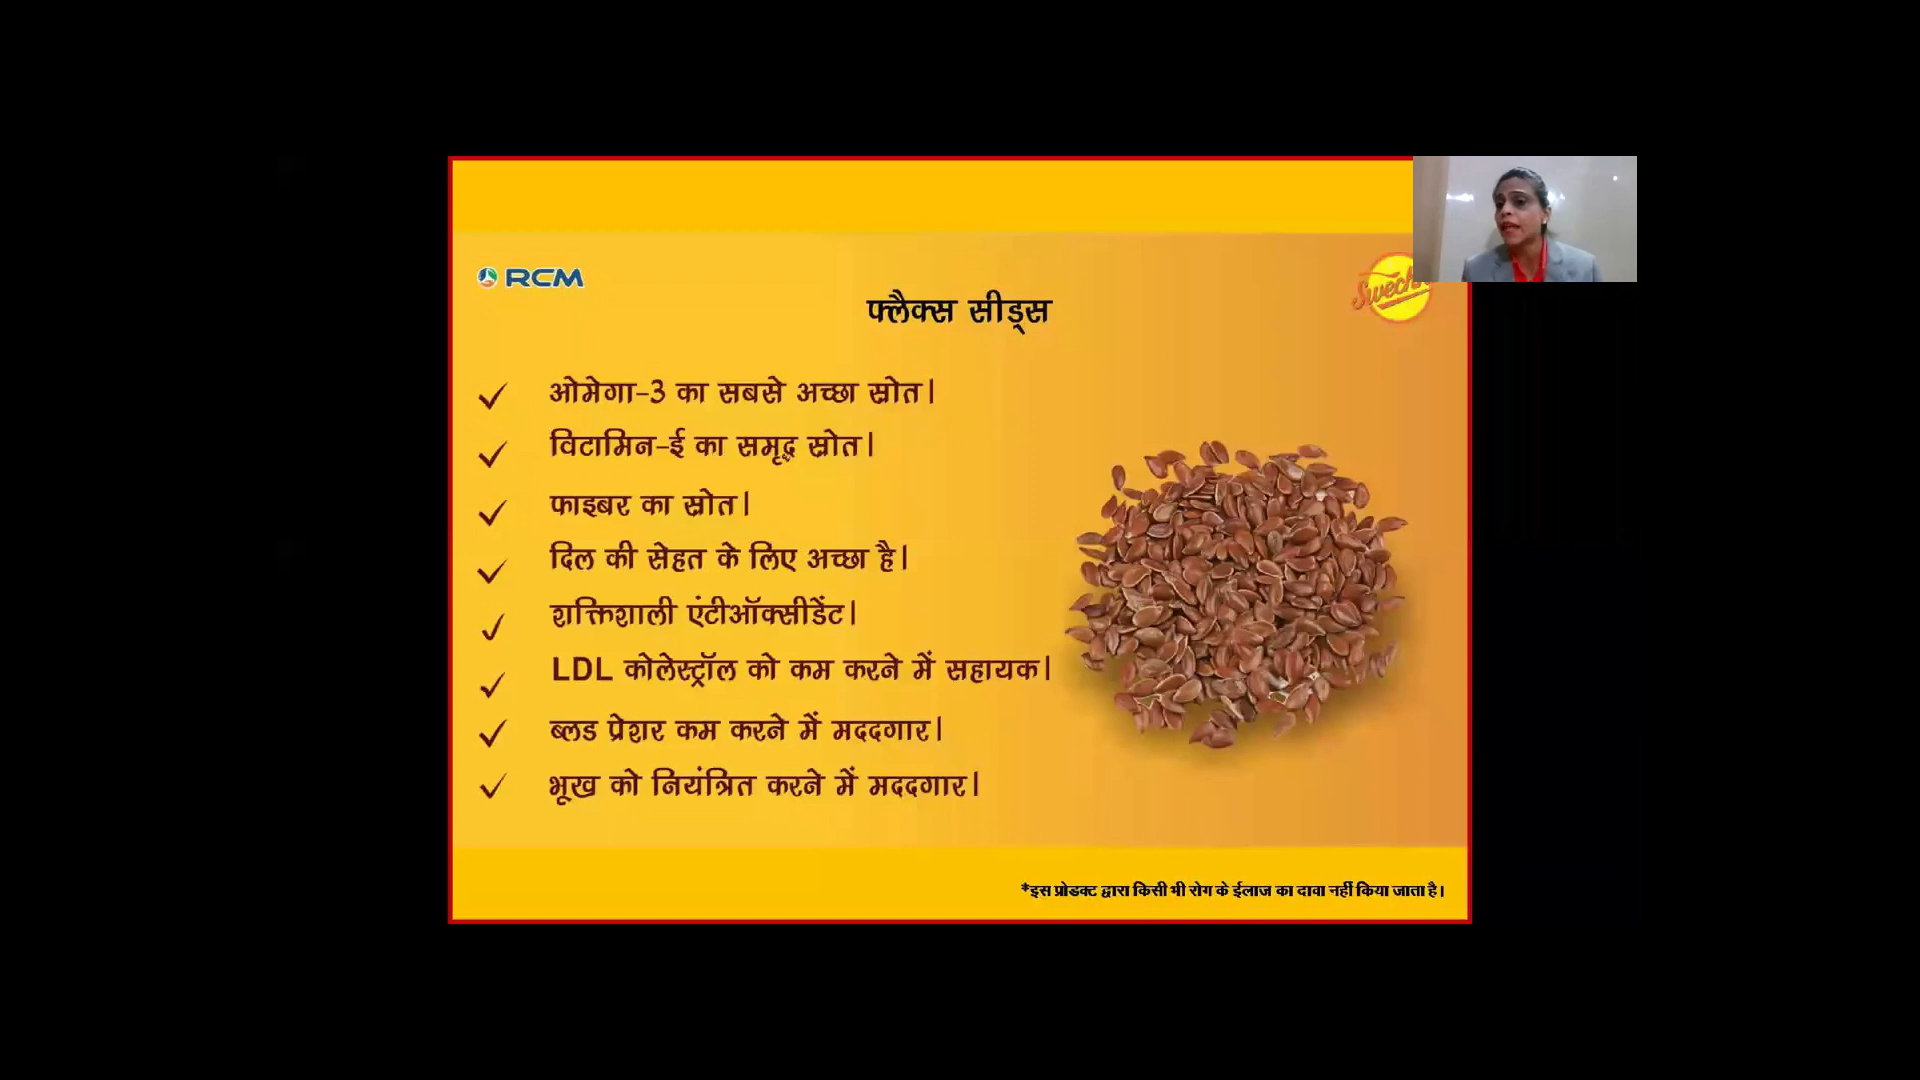 RCM
फ्लैक्स सीड्स
ओमेगा-3 का सबसे अच्छा स्रोत।
विटामिन-ई का समृद्ध स्रोत।
फाइबर का स्रोत।
दिल की सेहत के लिए अच्छा है।
शक्तिशाली एंटीऑक्सीडेंट।
LDL कोलेस्ट्रॉल को कम करने में सहायक।
ब्लड प्रेशर कम करने में मददगार।
भूख को नियंत्रित करने में मददगार।
*इस प्रोडक्ट द्वारा किसी भी रोग के ईलाज का दावा नहीं किया जाता है।